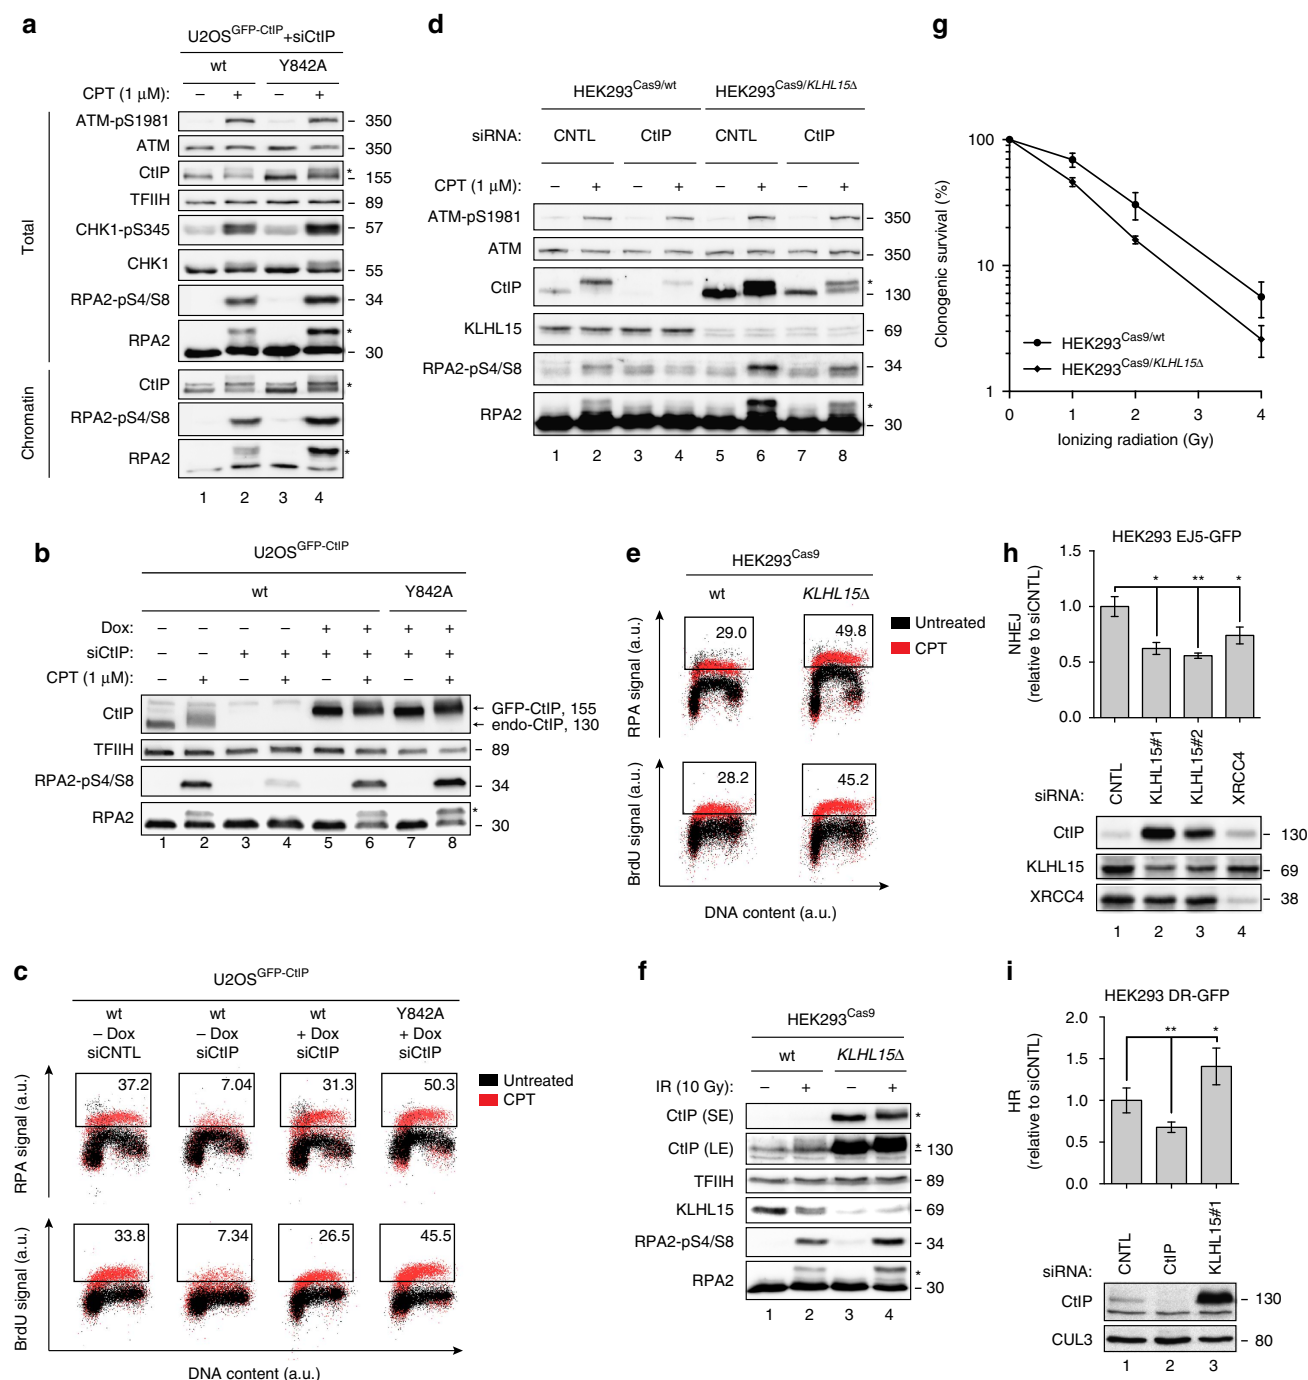 a
U2OS^GFP-CtIP+siCtIP
wt Y842A
CPT (1 μM): – + – +
Total
ATM-pS1981 – 350
ATM – 350
CtIP * – 155
TFIIH – 89
CHK1-pS345 – 57
CHK1 – 55
RPA2-pS4/S8 – 34
RPA2 * – 30
Chromatin
CtIP *
RPA2-pS4/S8
RPA2 *
1 2 3 4
b
U2OS^GFP-CtIP
wt Y842A
Dox: – – – – + + + +
siCtIP: – – + + + + + +
CPT (1 μM): – + – + – + – +
CtIP ← GFP-CtIP, 155
← endo-CtIP, 130
TFIIH – 89
RPA2-pS4/S8 – 34
RPA2 * – 30
1 2 3 4 5 6 7 8
c
U2OS^GFP-CtIP
wt wt wt Y842A
– Dox – Dox + Dox + Dox
siCNTL siCtIP siCtIP siCtIP
Untreated
CPT
RPA signal (a.u.)
37.2 7.04 31.3 50.3
BrdU signal (a.u.)
33.8 7.34 26.5 45.5
DNA content (a.u.)
d
HEK293^Cas9/wt HEK293^Cas9/KLHL15Δ
siRNA: CNTL CtIP CNTL CtIP
CPT (1 μM): – + – + – + – +
ATM-pS1981 – 350
ATM – 350
CtIP * – 130
KLHL15 – 69
RPA2-pS4/S8 – 34
RPA2 * – 30
1 2 3 4 5 6 7 8
e
HEK293^Cas9
wt KLHL15Δ
Untreated
CPT
RPA signal (a.u.)
29.0 49.8
BrdU signal (a.u.)
28.2 45.2
DNA content (a.u.)
f
HEK293^Cas9
wt KLHL15Δ
IR (10 Gy): – + – +
CtIP (SE) *
CtIP (LE) * – 130
TFIIH – 89
KLHL15 – 69
RPA2-pS4/S8 – 34
RPA2 * – 30
1 2 3 4
g
Clonogenic survival (%)
100
10
1
HEK293^Cas9/wt
HEK293^Cas9/KLHL15Δ
0 1 2 3 4
Ionizing radiation (Gy)
h
HEK293 EJ5-GFP
NHEJ
(relative to siCNTL)
1.5
1.0
0.5
0.0
* ** *
siRNA: CNTL KLHL15#1 KLHL15#2 XRCC4
CtIP – 130
KLHL15 – 69
XRCC4 – 38
1 2 3 4
i
HEK293 DR-GFP
HR
(relative to siCNTL)
2.0
1.5
1.0
0.5
0.0
** *
siRNA: CNTL CtIP KLHL15#1
CtIP – 130
CUL3 – 80
1 2 3